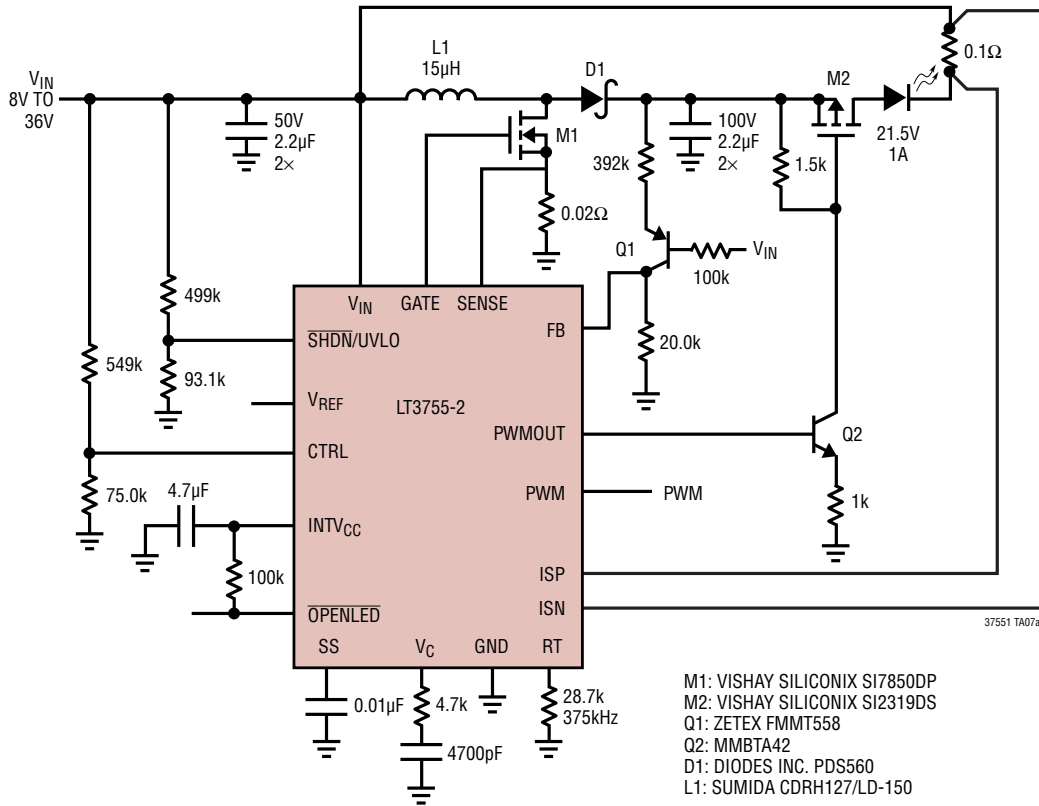 L1
15µH
D1
M2
0.1Ω
VIN
8V TO
36V
50V
2.2µF
2×
M1
0.02Ω
392k
100V
2.2µF
2×
1.5k
21.5V
1A
Q1
VIN
100k
499k
549k
93.1k
VIN
GATE
SENSE
FB
SHDN/UVLO
20.0k
VREF
LT3755-2
CTRL
PWMOUT
Q2
75.0k
4.7µF
PWM
PWM
1k
INTVCC
100k
ISP
OPENLED
ISN
37551 TA07a
SS
VC
GND
RT
0.01µF
4.7k
28.7k
375kHz
4700pF
M1: VISHAY SILICONIX SI7850DP
M2: VISHAY SILICONIX SI2319DS
Q1: ZETEX FMMT558
Q2: MMBTA42
D1: DIODES INC. PDS560
L1: SUMIDA CDRH127/LD-150